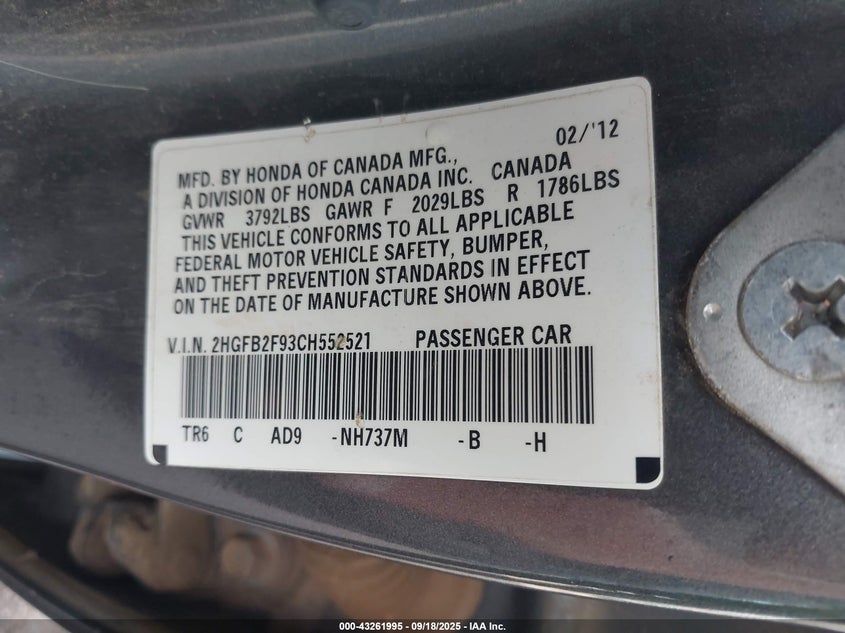 02/'12
MFD. BY HONDA OF CANADA MFG.,
A DIVISION OF HONDA CANADA INC. CANADA
GVWR 3792LBS GAWR F 2029LBS R 1786LBS
THIS VEHICLE CONFORMS TO ALL APPLICABLE
FEDERAL MOTOR VEHICLE SAFETY, BUMPER,
AND THEFT PREVENTION STANDARDS IN EFFECT
ON THE DATE OF MANUFACTURE SHOWN ABOVE.
V.I.N. 2HGFB2F93CH552521 PASSENGER CAR
TR6 C AD9 -NH737M -B -H
000-43261995 - 09/18/2025 - IAA Inc.